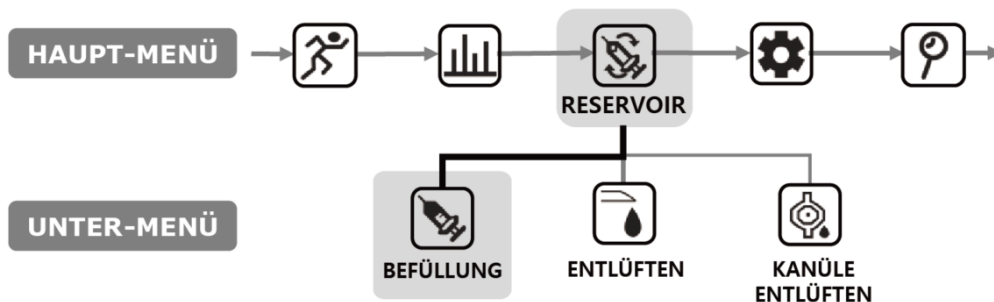 HAUPT-MENÜ
RESERVOIR
UNTER-MENÜ
BEFÜLLUNG
ENTLÜFTEN
KANÜLE
ENTLÜFTEN